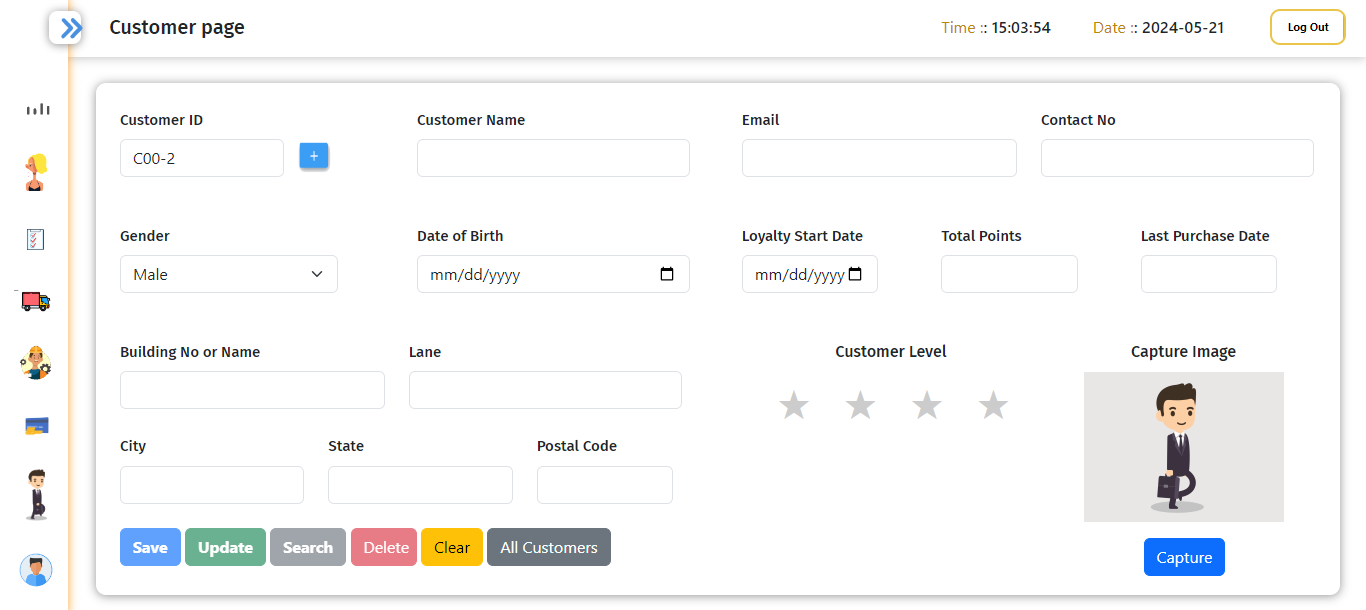 Customer page
Time :: 15:03:54
Date :: 2024-05-21
Log Out
Customer ID
Customer Name
Email
Contact No
C00-2
+
Gender
Date of Birth
Loyalty Start Date
Total Points
Last Purchase Date
Male
mm/dd/yyyy
mm/dd/yyyy
Building No or Name
Lane
Customer Level
Capture Image
City
State
Postal Code
Save
Update
Search
Delete
Clear
All Customers
Capture